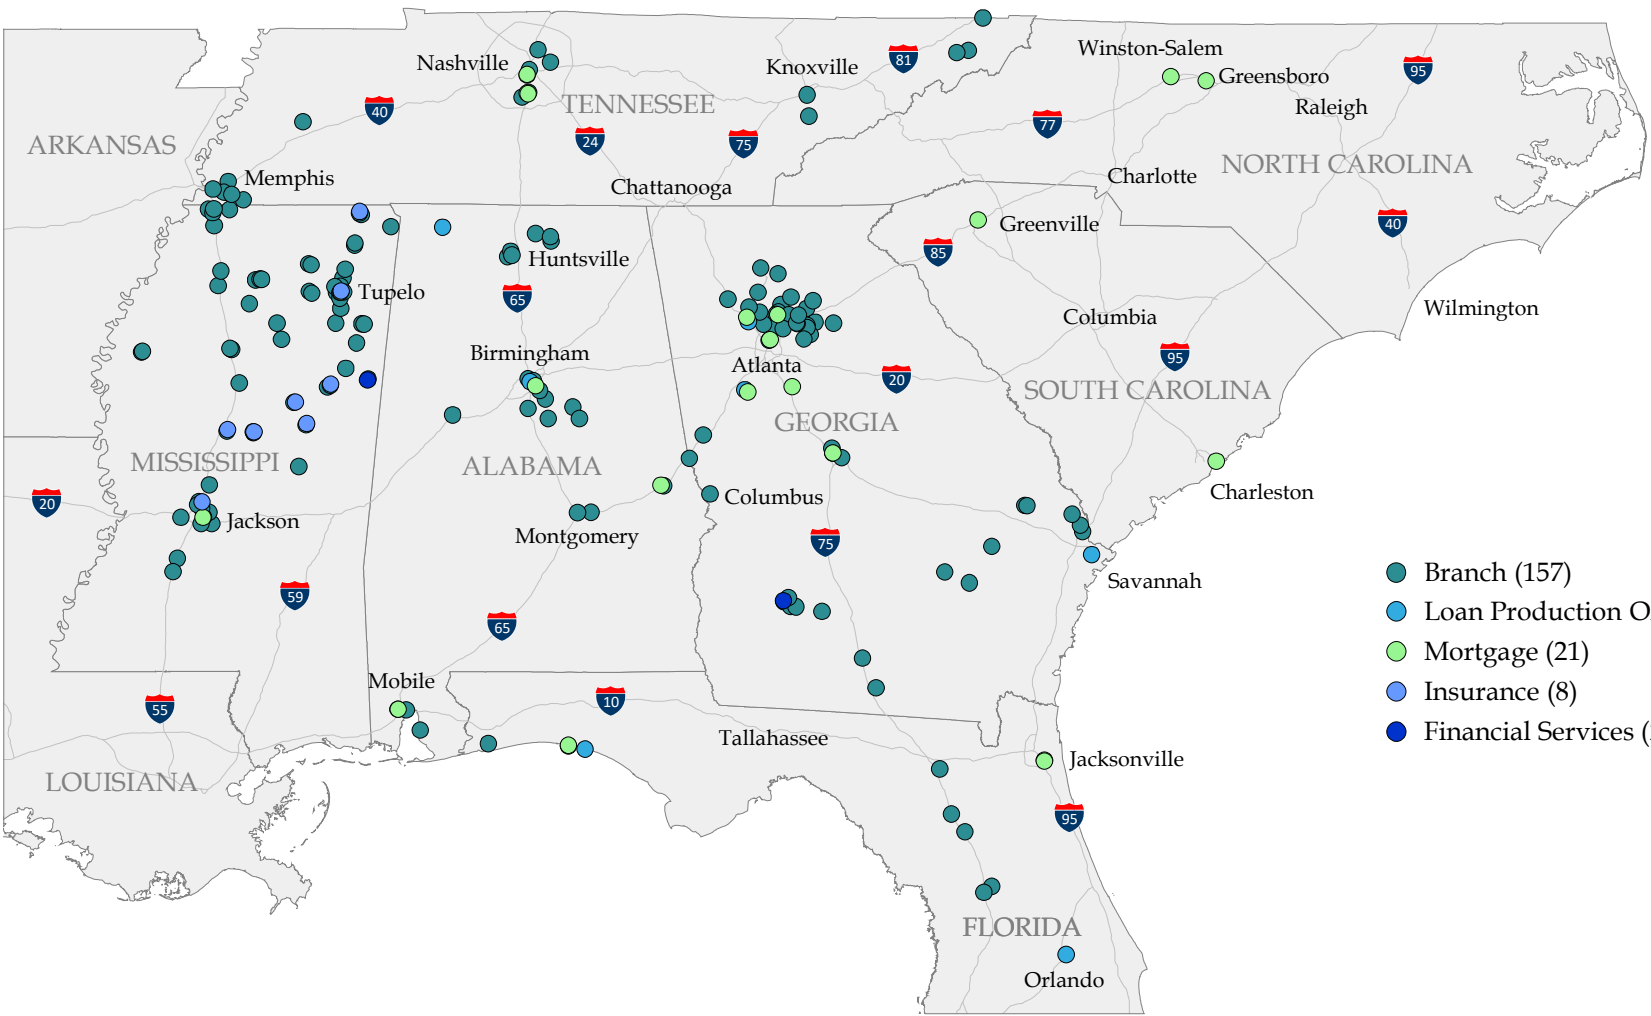 Winston-Salem
Nashville
Knoxville
81
95
Greensboro
TENNESSEE
40
Raleigh
77
ARKANSAS
24
75
NORTH CAROLINA
Memphis
Chattanooga
Charlotte
40
Greenville
85
Huntsville
Tupelo
65
Wilmington
Columbia
Birmingham
Atlanta
95
20
SOUTH CAROLINA
GEORGIA
MISSISSIPPI
ALABAMA
20
Columbus
Charleston
Jackson
Montgomery
75
Savannah
59
65
Branch (157)
Loan Production O
Mortgage (21)
Insurance (8)
Financial Services (
Mobile
55
10
Tallahassee
Jacksonville
LOUISIANA
95
FLORIDA
Orlando